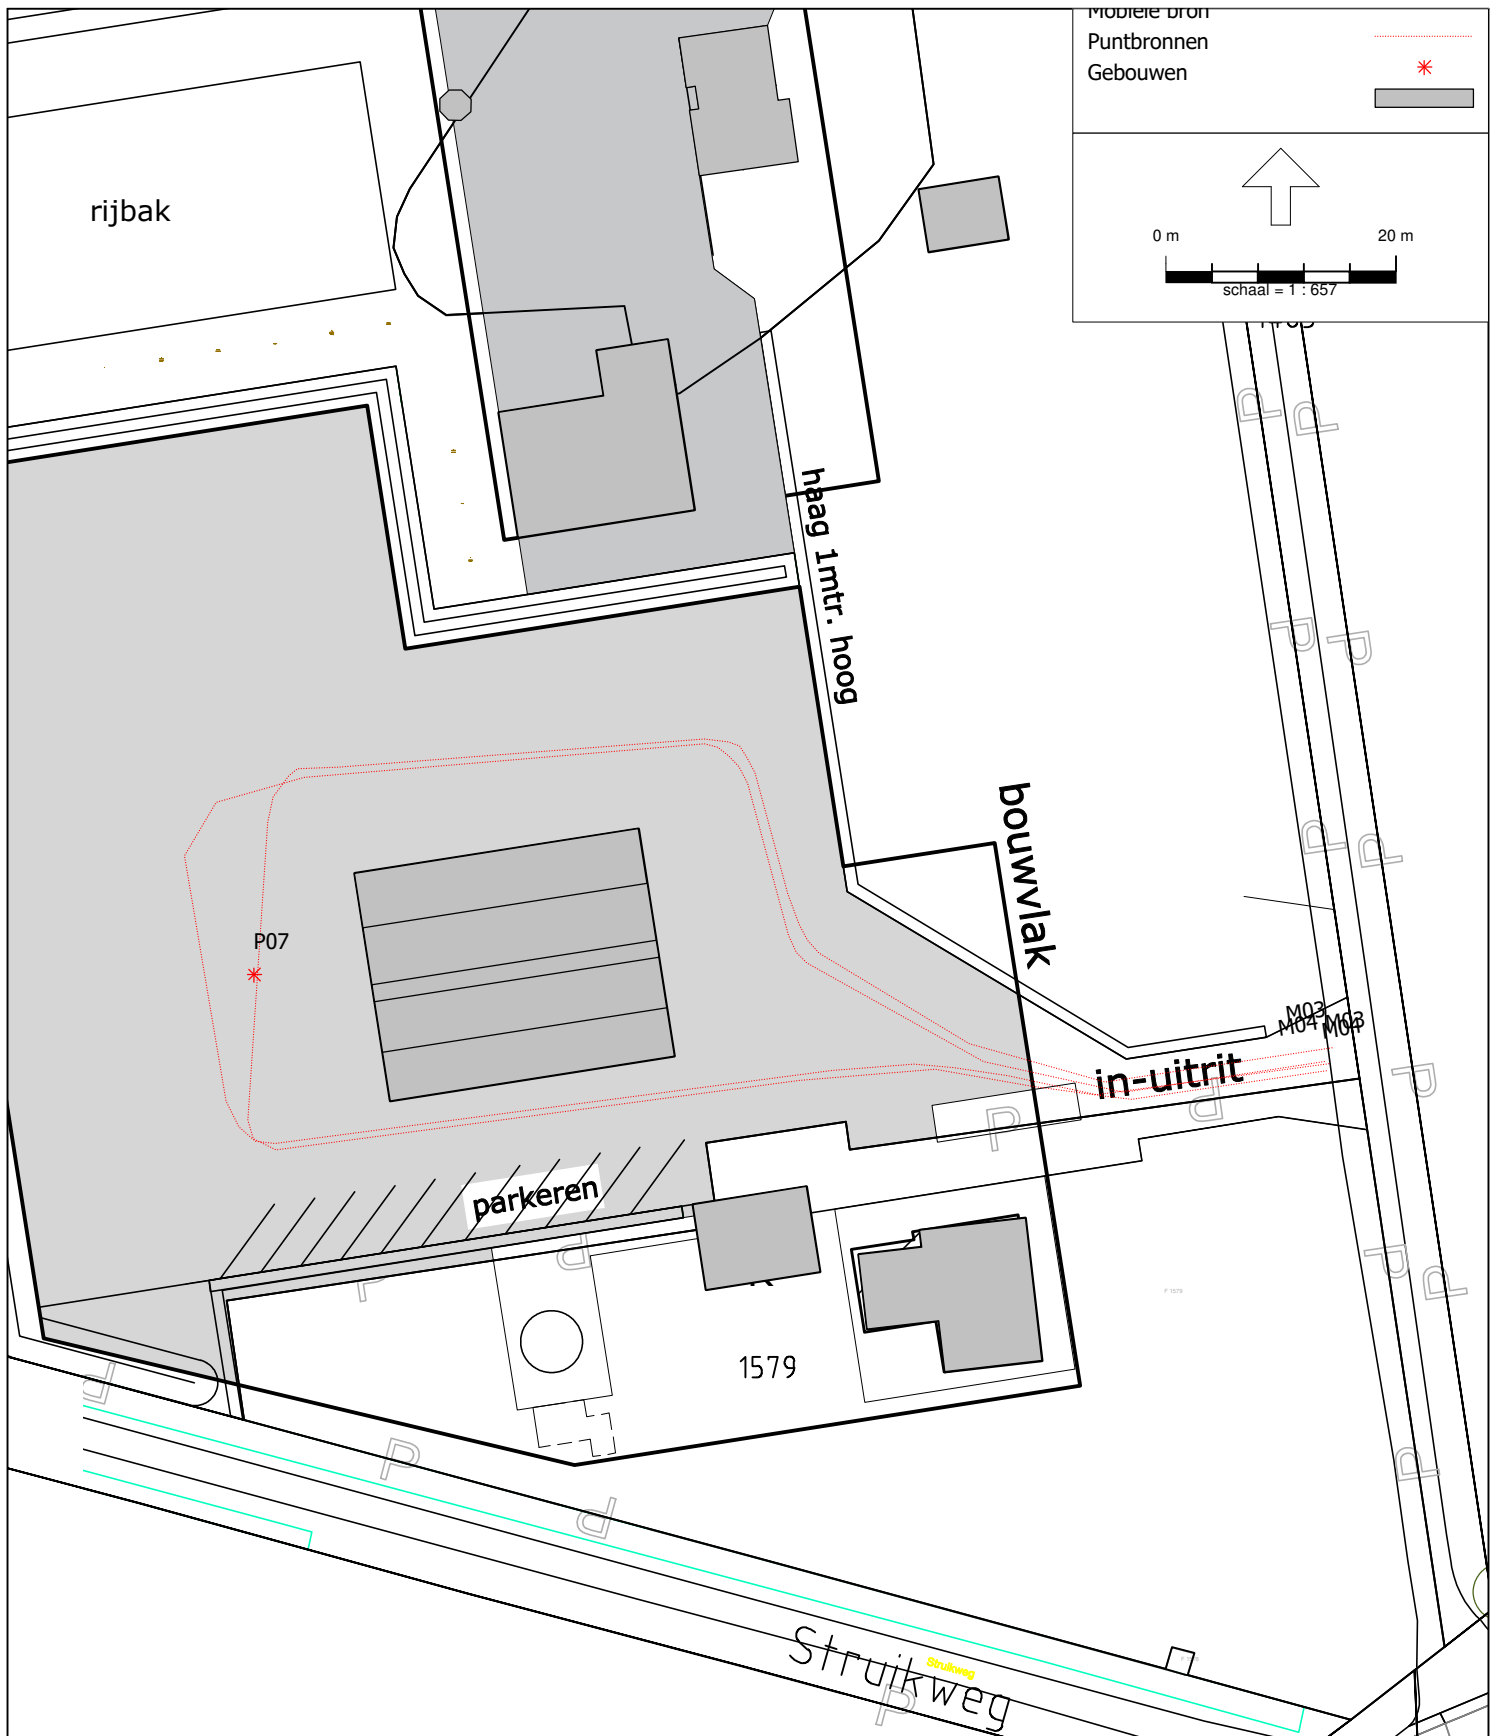 Mobiele bron
Puntbronnen
Gebouwen
0 m 20 m
schaal = 1 : 657
rijbak
P
P
haag 1mtr. hoog
P
P
bouwvlak
P
P
P07
M03
M04
M03
M04
in-uitrit
P
P
P
parkeren
P
P
P
P
F 1579
1579
P
P
P
P
Struikweg
Struikweg
P